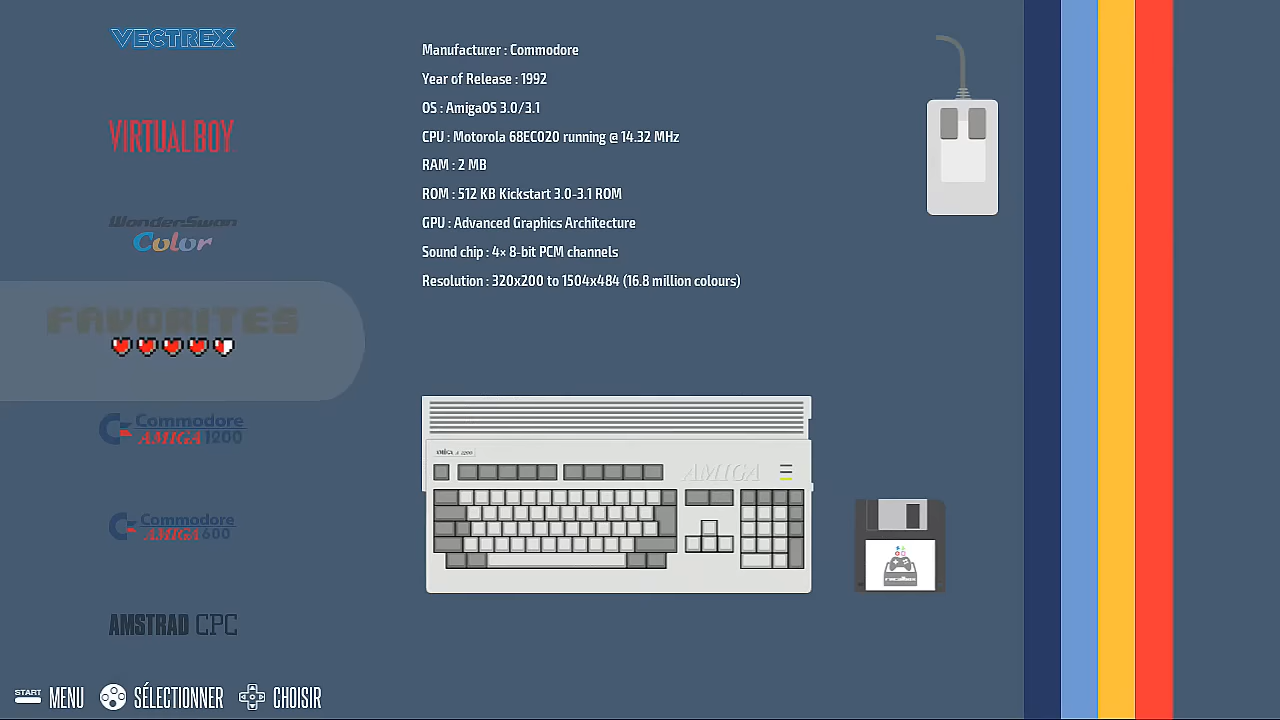 VECTREX
VIRTUAL BOY
WonderSwan
Color
FAVORITES
Commodore
AMIGA 1200
Commodore
AMIGA 600
AMSTRAD CPC
Manufacturer : Commodore
Year of Release : 1992
OS : AmigaOS 3.0/3.1
CPU : Motorola 68EC020 running @ 14.32 MHz
RAM : 2 MB
ROM : 512 KB Kickstart 3.0-3.1 ROM
GPU : Advanced Graphics Architecture
Sound chip : 4× 8-bit PCM channels
Resolution : 320x200 to 1504x484 (16.8 million colours)
AMIGA A 1200
AMIGA
recalbox
START MENU SÉLECTIONNER CHOISIR